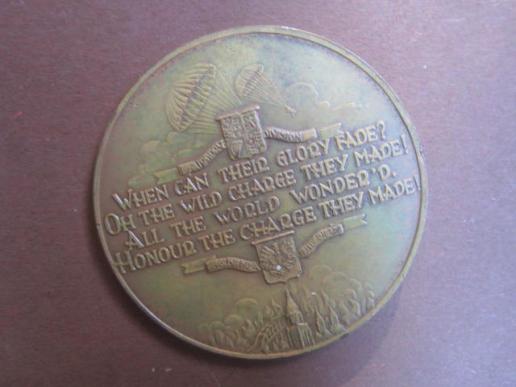 WHEN CAN THEIR GLORY FADE?
OH THE WILD CHARGE THEY MADE!
ALL THE WORLD WONDER'D.
HONOUR THE CHARGE THEY MADE!